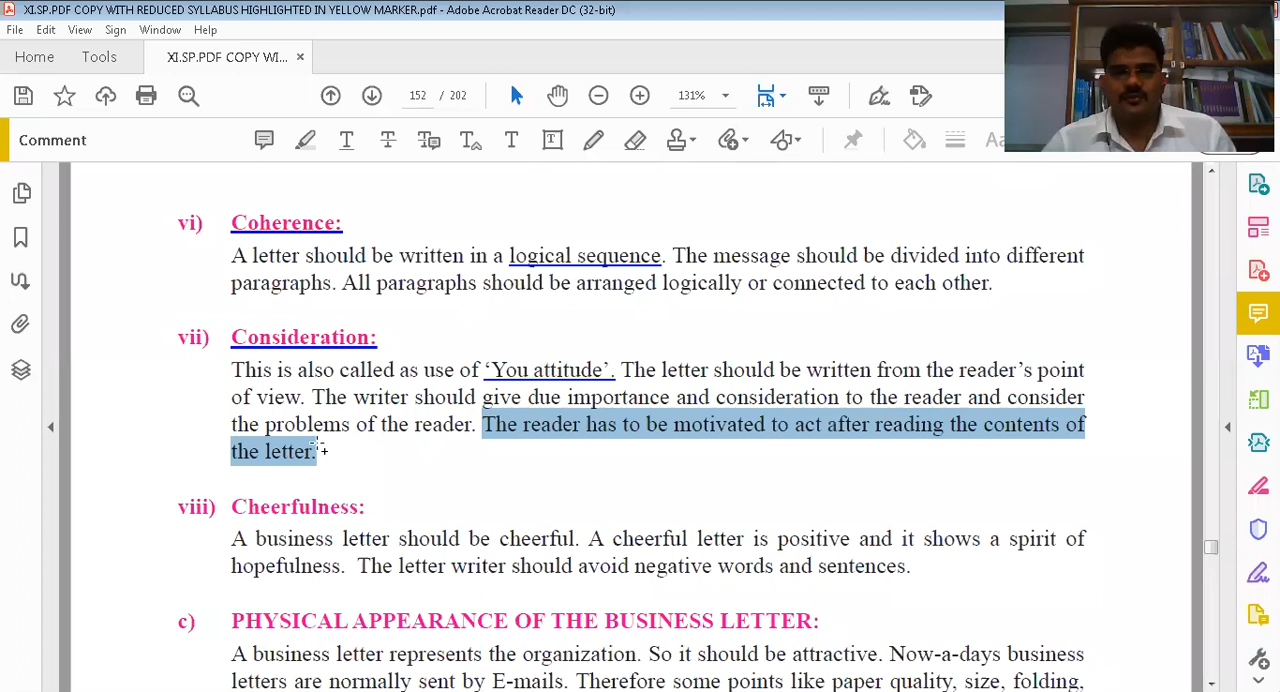 XI.SP.PDF COPY WITH REDUCED SYLLABUS HIGHLIGHTED IN YELLOW MARKER.pdf - Adobe Acrobat Reader DC (32-bit)
File Edit View Sign Window Help
Home Tools XI.SP.PDF COPY WI... ×
152 / 202 131%
Comment
vi) Coherence:
A letter should be written in a logical sequence. The message should be divided into different
paragraphs. All paragraphs should be arranged logically or connected to each other.
vii) Consideration:
This is also called as use of ‘You attitude’. The letter should be written from the reader’s point
of view. The writer should give due importance and consideration to the reader and consider
the problems of the reader. The reader has to be motivated to act after reading the contents of
the letter.
viii) Cheerfulness:
A business letter should be cheerful. A cheerful letter is positive and it shows a spirit of
hopefulness. The letter writer should avoid negative words and sentences.
c) PHYSICAL APPEARANCE OF THE BUSINESS LETTER:
A business letter represents the organization. So it should be attractive. Now-a-days business
letters are normally sent by E-mails. Therefore some points like paper quality, size, folding,